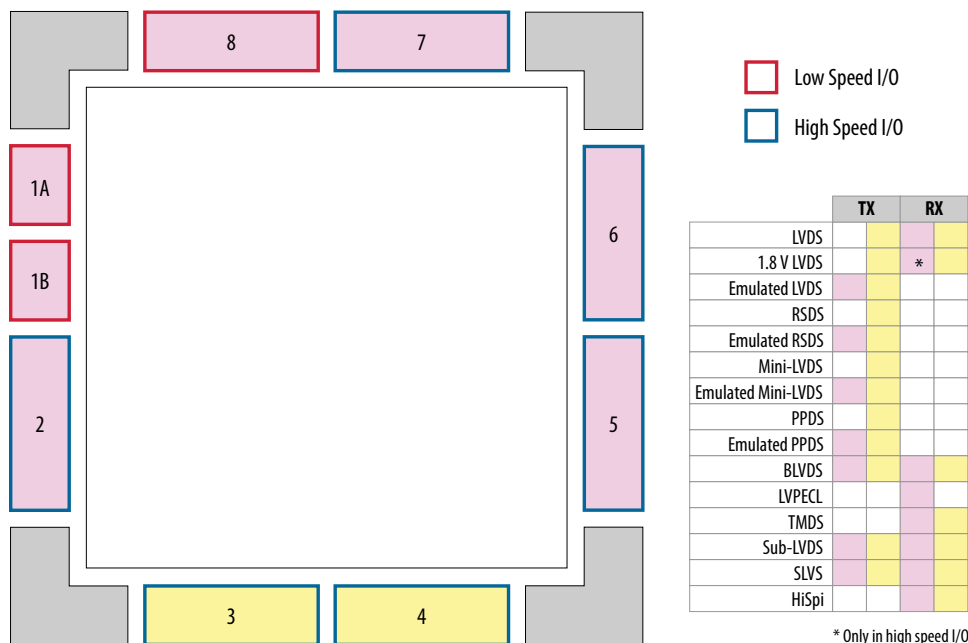 8
7
Low Speed I/O
High Speed I/O
1A
1B
6
2
5
3
4
TX RX
LVDS
1.8 V LVDS *
Emulated LVDS
RSDS
Emulated RSDS
Mini-LVDS
Emulated Mini-LVDS
PPDS
Emulated PPDS
BLVDS
LVPECL
TMDS
Sub-LVDS
SLVS
HiSpi
* Only in high speed I/O